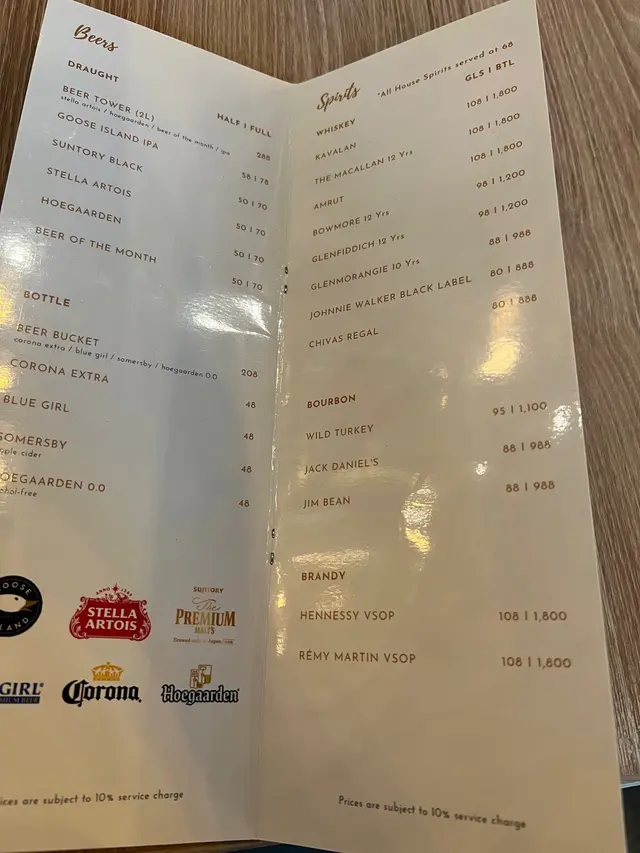 Beers
DRAUGHT
HALF | FULL
BEER TOWER (2L) 288
stella artois / hoegaarden / beer of the month / ipa
GOOSE ISLAND IPA 58 | 78
SUNTORY BLACK 50 | 70
STELLA ARTOIS 50 | 70
HOEGAARDEN 50 | 70
BEER OF THE MONTH 50 | 70
BOTTLE
BEER BUCKET 208
corona extra / blue girl / somersby / hoegaarden 0.0
CORONA EXTRA 48
BLUE GIRL 48
SOMERSBY 48
apple cider
HOEGAARDEN 0.0 48
alcohol-free
GOOSE
ISLAND
ANNO 1366
STELLA
ARTOIS
SUNTORY
The
PREMIUM
MALT'S
GIRL
Corona
Hoegaarden
Prices are subject to 10% service charge
Spirits
*All House Spirits served at 68
GLS | BTL
WHISKEY
KAVALAN 108 | 1,800
THE MACALLAN 12 Yrs 108 | 1,800
AMRUT 108 | 1,800
BOWMORE 12 Yrs 98 | 1,200
GLENFIDDICH 12 Yrs 98 | 1,200
GLENMORANGIE 10 Yrs 88 | 988
JOHNNIE WALKER BLACK LABEL 80 | 888
CHIVAS REGAL 80 | 888
BOURBON
WILD TURKEY 95 | 1,100
JACK DANIEL'S 88 | 988
JIM BEAN 88 | 988
BRANDY
HENNESSY VSOP 108 | 1,800
RÉMY MARTIN VSOP 108 | 1,800
Prices are subject to 10% service charge